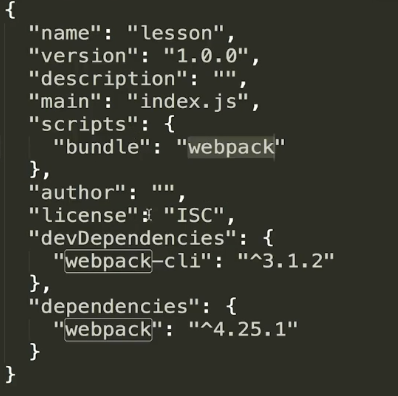 {
  "name": "lesson",
  "version": "1.0.0",
  "description": "",
  "main": "index.js",
  "scripts": {
    "bundle": "webpack"
  },
  "author": "",
  "license": "ISC",
  "devDependencies": {
    "webpack-cli": "^3.1.2"
  },
  "dependencies": {
    "webpack": "^4.25.1"
  }
}